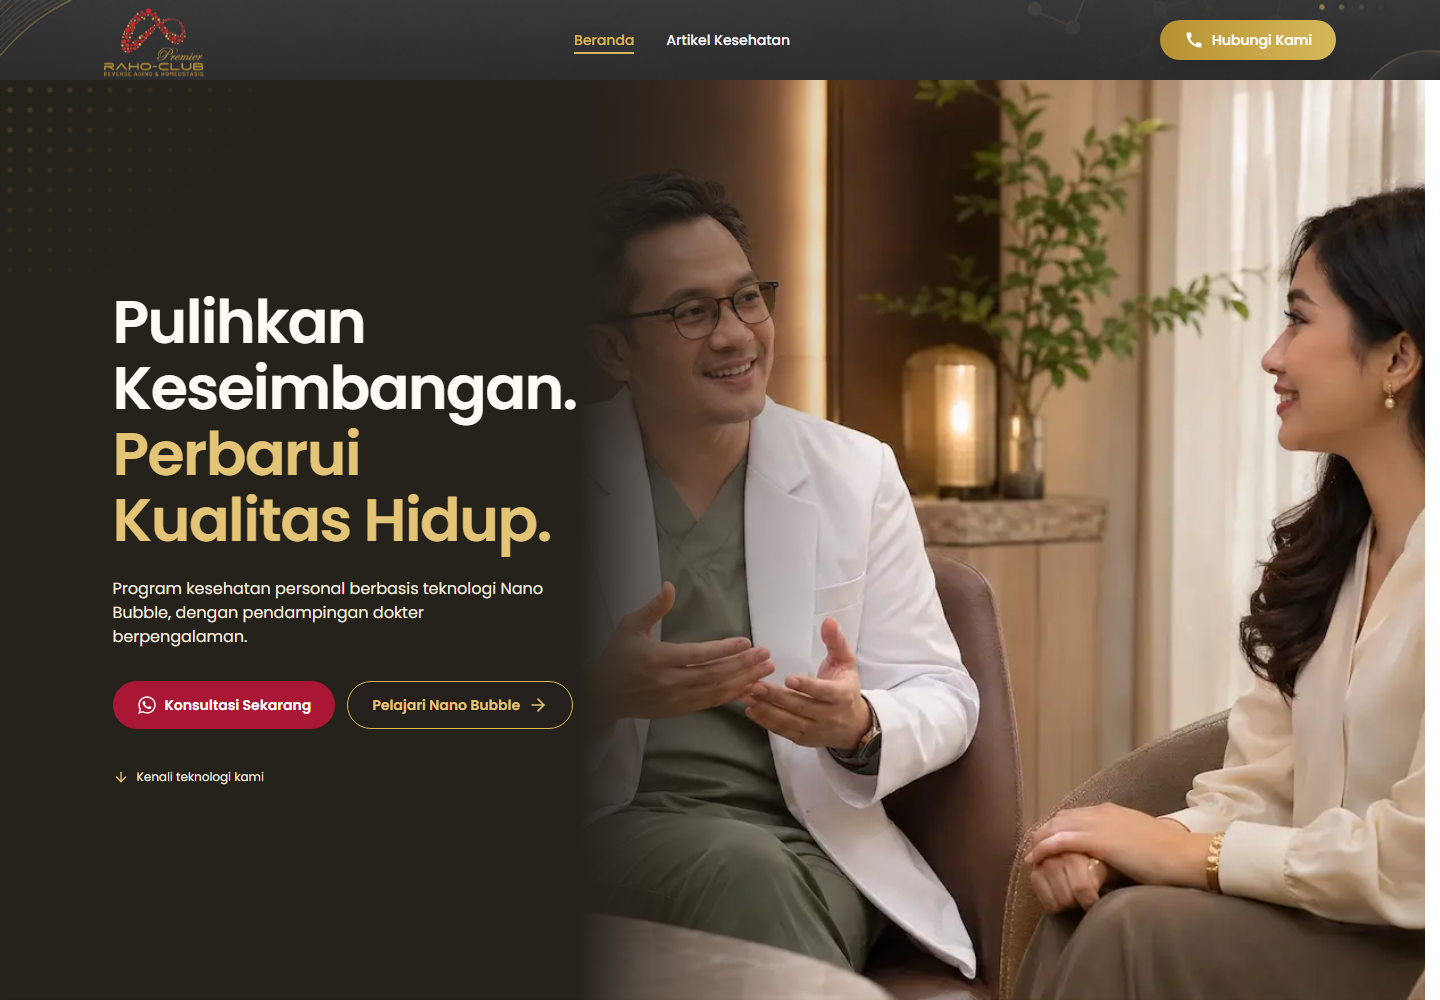 Premier
RAHO-CLUB
REVERSE AGING & HOMEOSTASIS
Beranda
Artikel Kesehatan
Hubungi Kami
Pulihkan
Keseimbangan.
Perbarui
Kualitas Hidup.
Program kesehatan personal berbasis teknologi Nano
Bubble, dengan pendampingan dokter
berpengalaman.
Konsultasi Sekarang
Pelajari Nano Bubble
Kenali teknologi kami